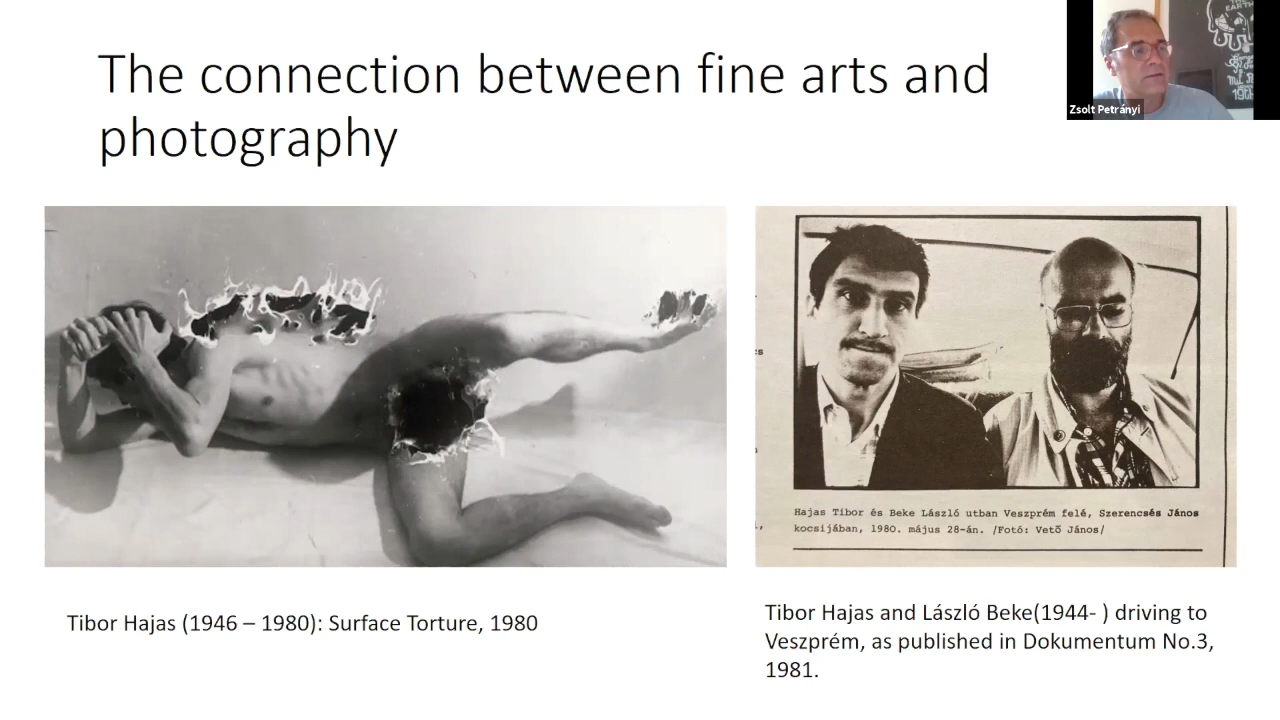 The connection between fine arts and
photography
Zsolt Petrányi
Hajas Tibor és Beke László utban Veszprém felé, Szerencsés János
kocsijában, 1980. május 28-án. /Fotó: Vető János/
Tibor Hajas (1946 – 1980): Surface Torture, 1980
Tibor Hajas and László Beke(1944- ) driving to
Veszprém, as published in Dokumentum No.3,
1981.